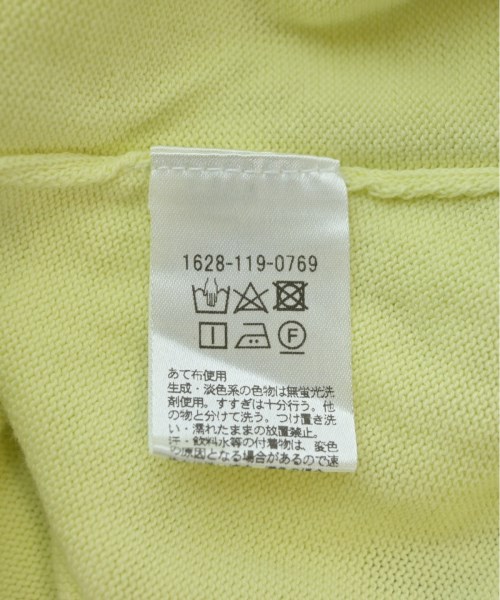 1628-119-0769
F
あて布使用
生成・淡色系の色物は無蛍光洗
剤使用。すすぎは十分行う。他
の物と分けて洗う。つけ置き洗
い・濡れたままの放置禁止。
汗・飲料水等の付着物は、変色
の原因となる場合があるので速